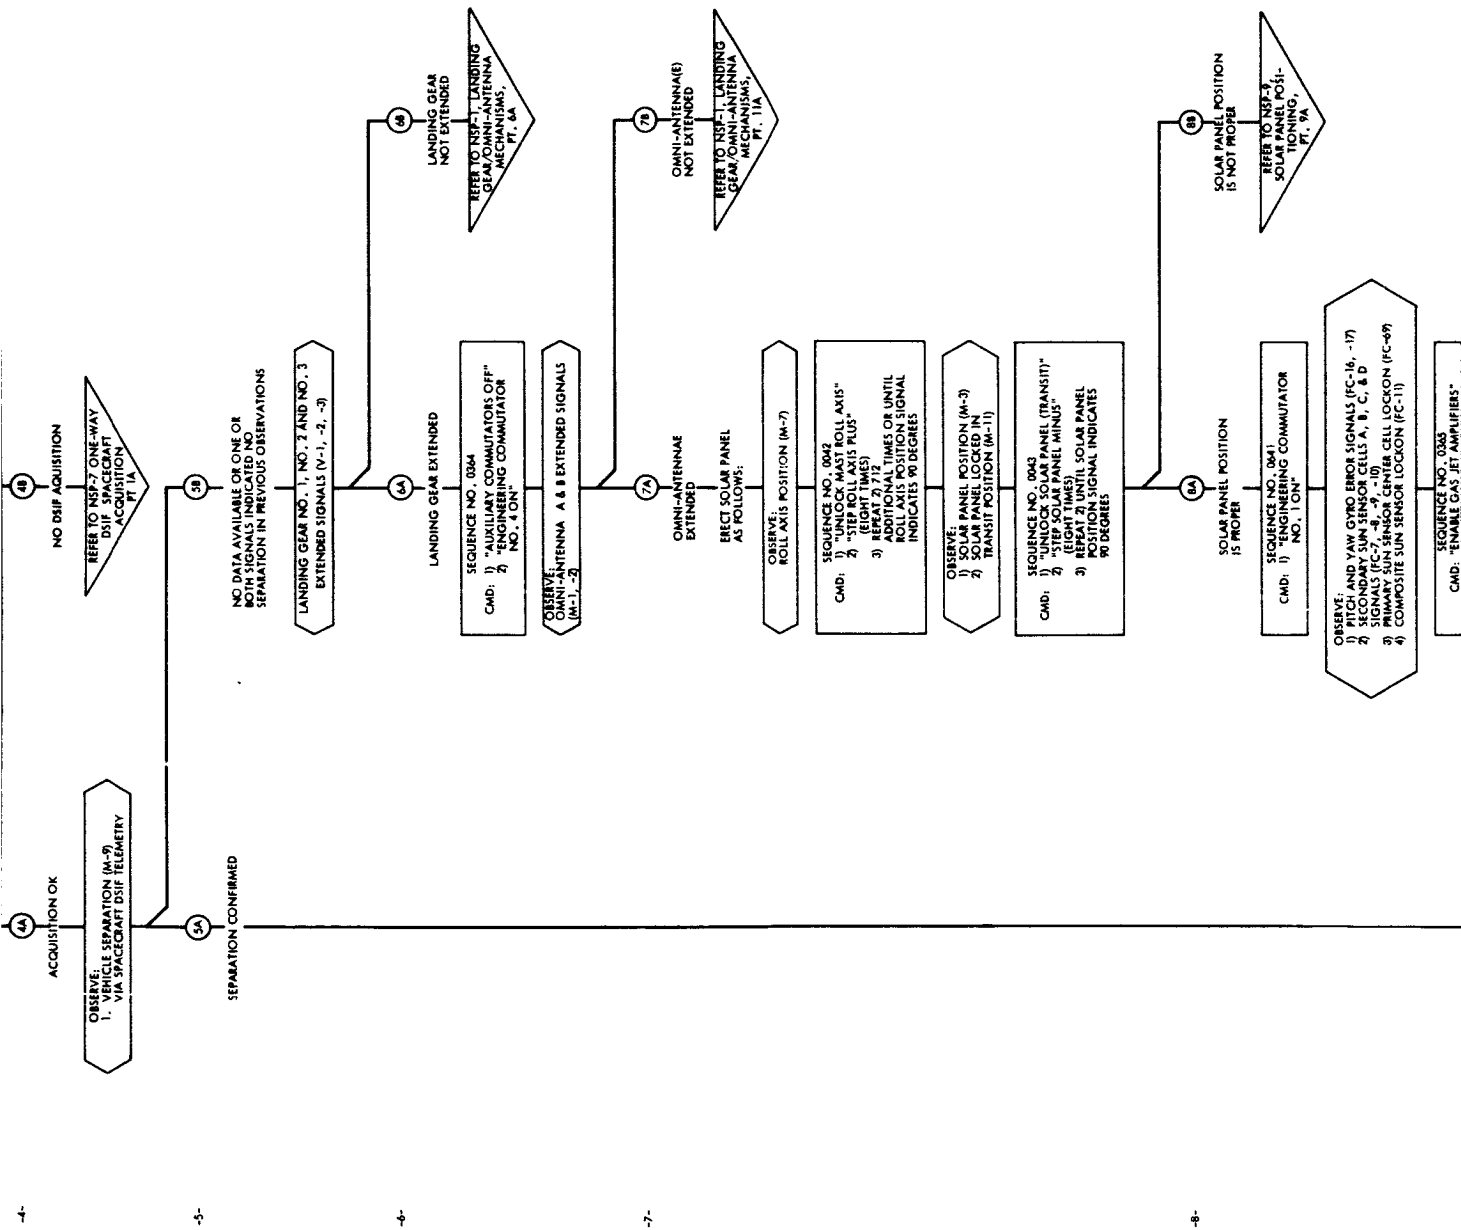 -4-
4A
ACQUISITION OK
OBSERVE:
1. VEHICLE SEPARATION (M-9)
VIA SPACECRAFT DSIF TELEMETRY
4B
NO DSIF AQUISITION
REFER TO NSP-7 ONE-WAY
DSIF SPACECRAFT
ACQUISITION
PT 1A
-5-
5A
SEPARATION CONFIRMED
5B
NO DATA AVAILABLE OR ONE OR
BOTH SIGNALS INDICATED NO
SEPARATION IN PREVIOUS OBSERVATIONS
LANDING GEAR NO. 1, NO. 2 AND NO. 3
EXTENDED SIGNALS (V-1, -2, -3)
-6-
6A
LANDING GEAR EXTENDED
SEQUENCE NO. 0364
CMD: 1) "AUXILIARY COMMUTATORS OFF"
2) "ENGINEERING COMMUTATOR
NO. 4 ON"
OBSERVE:
OMNI-ANTENNA A & B EXTENDED SIGNALS
(M-1, -2)
6B
LANDING GEAR
NOT EXTENDED
REFER TO NSP-1, LANDING
GEAR/OMNI-ANTENNA
MECHANISMS,
PT. 6A
-7-
7A
OMNI-ANTENNAE
EXTENDED
ERECT SOLAR PANEL
AS FOLLOWS:
OBSERVE:
ROLL AXIS POSITION (M-7)
SEQUENCE NO. 0042
CMD: 1) "UNLOCK MAST ROLL AXIS"
2) "STEP ROLL AXIS PLUS"
(EIGHT TIMES)
3) REPEAT 2) 712
ADDITIONAL TIMES OR UNTIL
ROLL AXIS POSITION SIGNAL
INDICATES 90 DEGREES
OBSERVE:
1) SOLAR PANEL POSITION (M-3)
2) SOLAR PANEL LOCKED IN
TRANSIT POSITION (M-11)
SEQUENCE NO. 0043
CMD: 1) "UNLOCK SOLAR PANEL (TRANSIT)"
2) "STEP SOLAR PANEL MINUS"
(EIGHT TIMES)
3) REPEAT 2) UNTIL SOLAR PANEL
POSITION SIGNAL INDICATES
90 DEGREES
7B
OMNI-ANTENNA(E)
NOT EXTENDED
REFER TO NSP-1, LANDING
GEAR/OMNI-ANTENNA
MECHANISMS,
PT. 11A
-8-
8A
SOLAR PANEL POSITION
IS PROPER
SEQUENCE NO. 0641
CMD: 1) "ENGINEERING COMMUTATOR
NO. 1 ON"
OBSERVE:
1) PITCH AND YAW GYRO ERROR SIGNALS (FC-16, -17)
2) SECONDARY SUN SENSOR CELLS A, B, C, & D
SIGNALS (FC-7, -8, -9, -10)
3) PRIMARY SUN SENSOR CENTER CELL LOCKON (FC-69)
4) COMPOSITE SUN SENSOR LOCKON (FC-11)
SEQUENCE NO. 0365
CMD: "ENABLE GAS JET AMPLIFIERS"
8B
SOLAR PANEL POSITION
IS NOT PROPER
REFER TO NSP-9,
SOLAR PANEL POSI-
TIONING,
PT. 9A